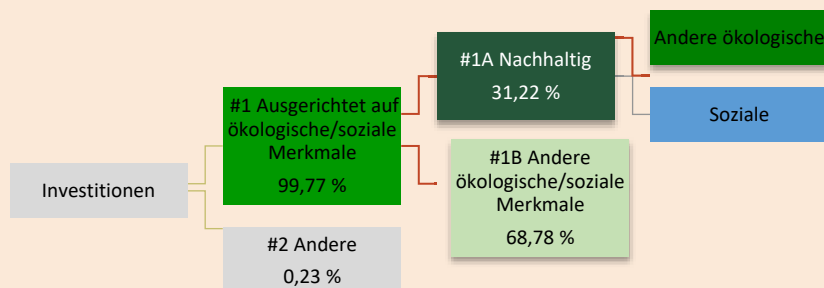 Investitionen
#1 Ausgerichtet auf
ökologische/soziale
Merkmale
99,77 %
#2 Andere
0,23 %
#1A Nachhaltig
31,22 %
#1B Andere
ökologische/soziale
Merkmale
68,78 %
Andere ökologische
Soziale